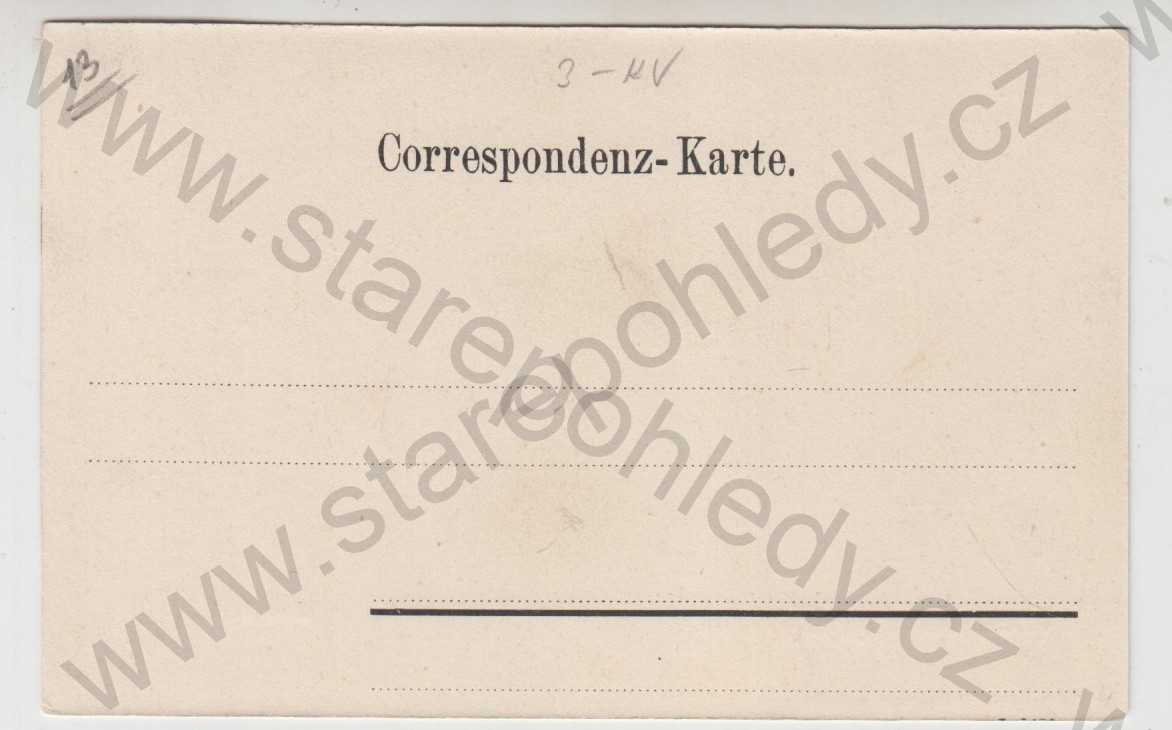 13
3 - KV
Correspondenz-Karte.
www.starepohledy.cz
www.starepohledy.cz